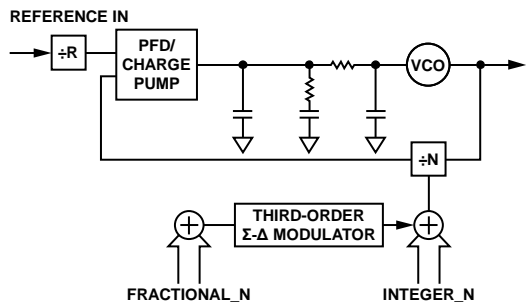 REFERENCE IN
÷R
PFD/
CHARGE
PUMP
VCO
÷N
THIRD-ORDER
Σ-Δ MODULATOR
FRACTIONAL_N
INTEGER_N